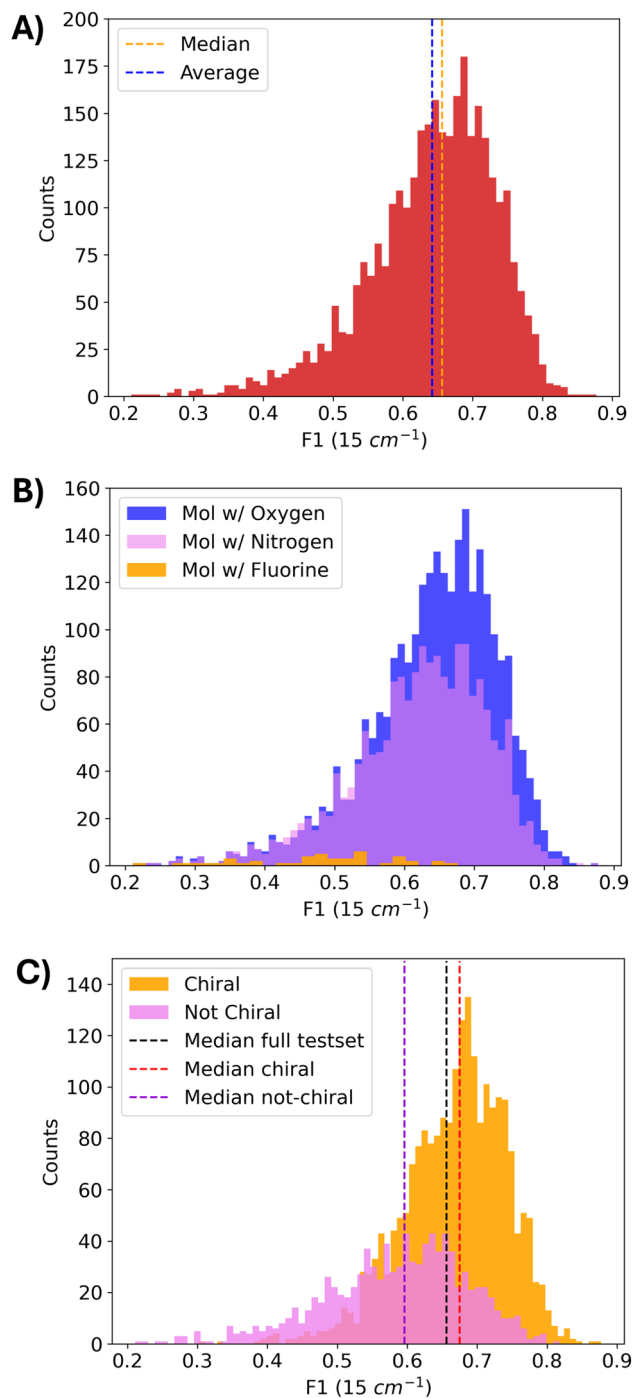 A)
Median
Average
200
175
150
125
100
75
50
25
0
Counts
0.2 0.3 0.4 0.5 0.6 0.7 0.8 0.9
F1 (15 cm⁻¹)
B)
Mol w/ Oxygen
Mol w/ Nitrogen
Mol w/ Fluorine
160
140
120
100
80
60
40
20
0
Counts
0.2 0.3 0.4 0.5 0.6 0.7 0.8 0.9
F1 (15 cm⁻¹)
C)
Chiral
Not Chiral
Median full testset
Median chiral
Median not-chiral
140
120
100
80
60
40
20
0
Counts
0.2 0.3 0.4 0.5 0.6 0.7 0.8 0.9
F1 (15 cm⁻¹)